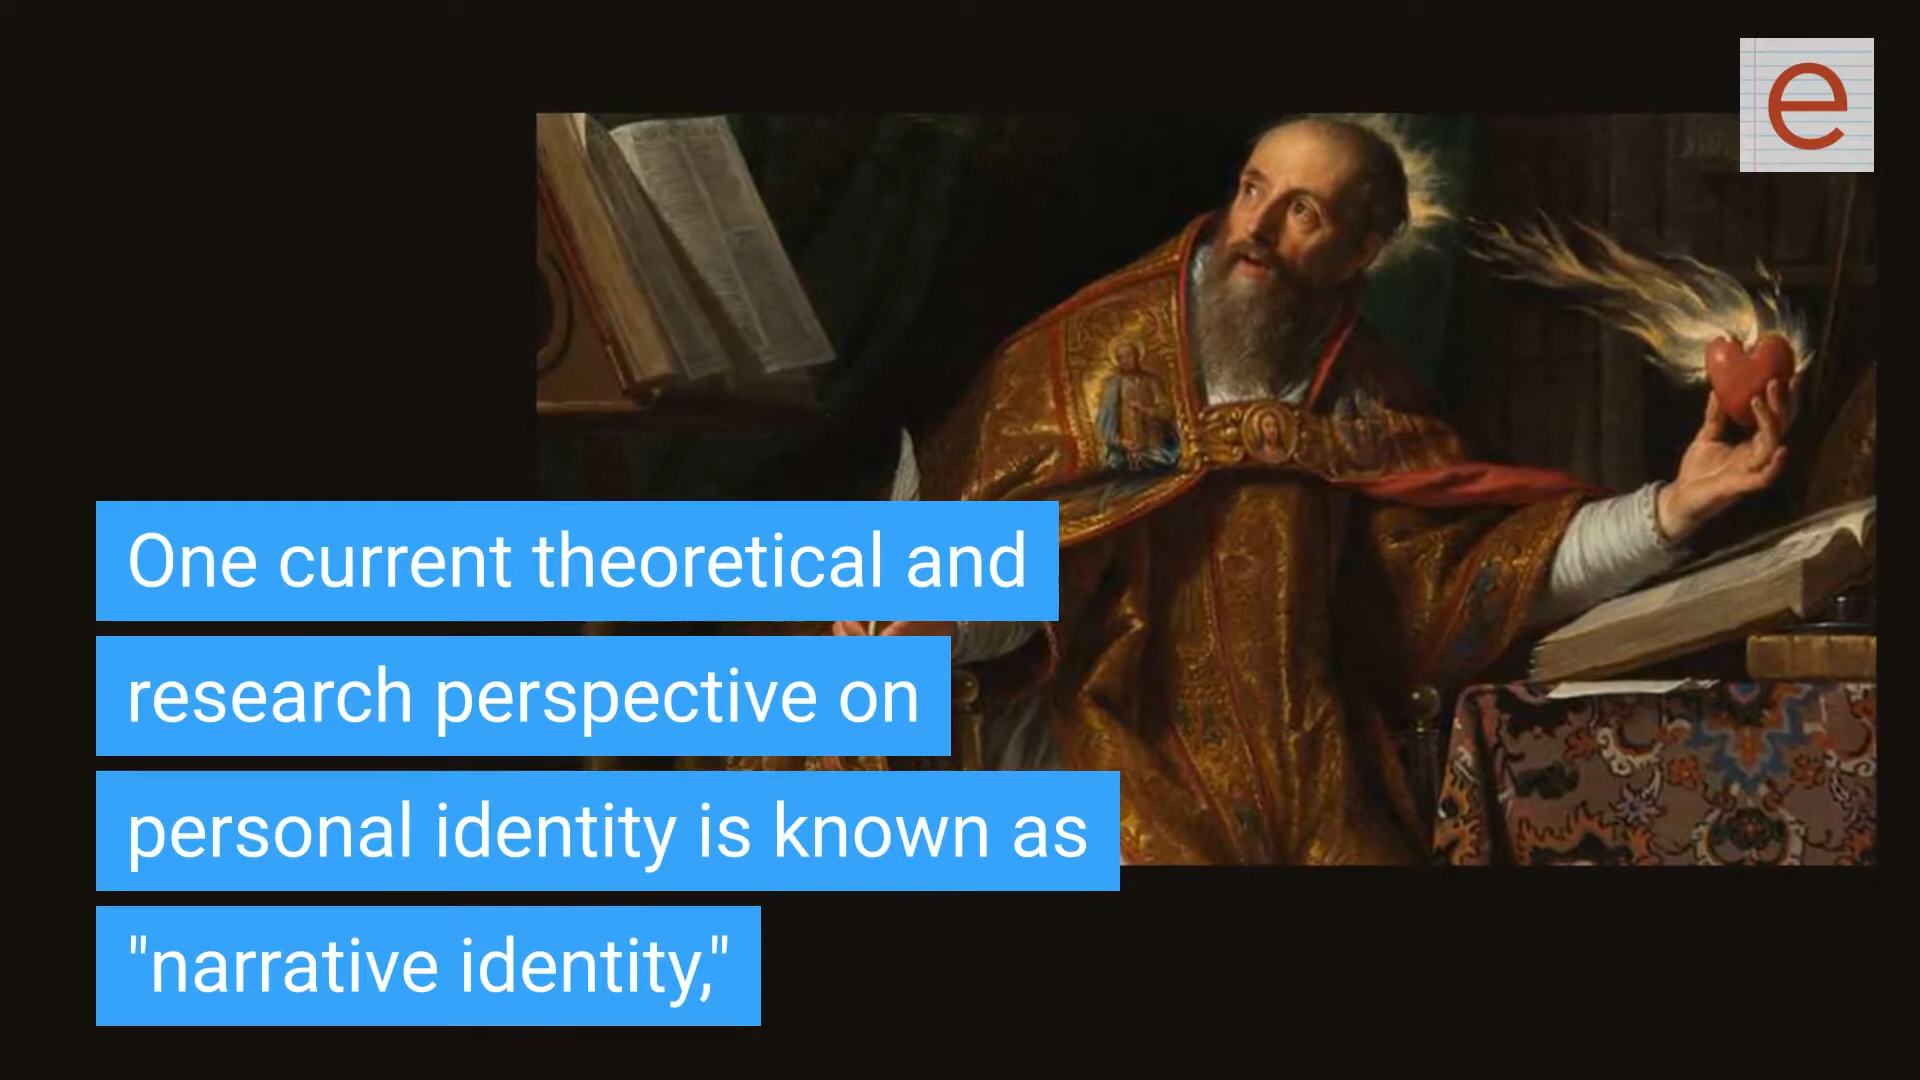 e
One current theoretical and
research perspective on
personal identity is known as
"narrative identity,"